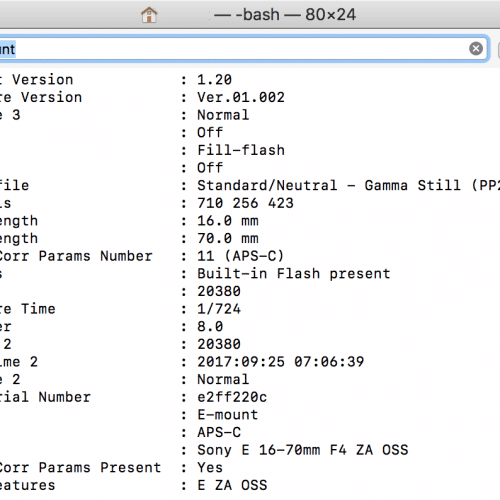 — -bash — 80×24
unt
t Version : 1.20
re Version : Ver.01.002
e 3 : Normal
: Off
: Fill-flash
: Off
file : Standard/Neutral - Gamma Still (PP2
ls : 710 256 423
ength : 16.0 mm
ength : 70.0 mm
Corr Params Number : 11 (APS-C)
s : Built-in Flash present
: 20380
re Time : 1/724
er : 8.0
2 : 20380
ime 2 : 2017:09:25 07:06:39
e 2 : Normal
rial Number : e2ff220c
: E-mount
: APS-C
: Sony E 16-70mm F4 ZA OSS
Corr Params Present : Yes
eatures : E ZA OSS